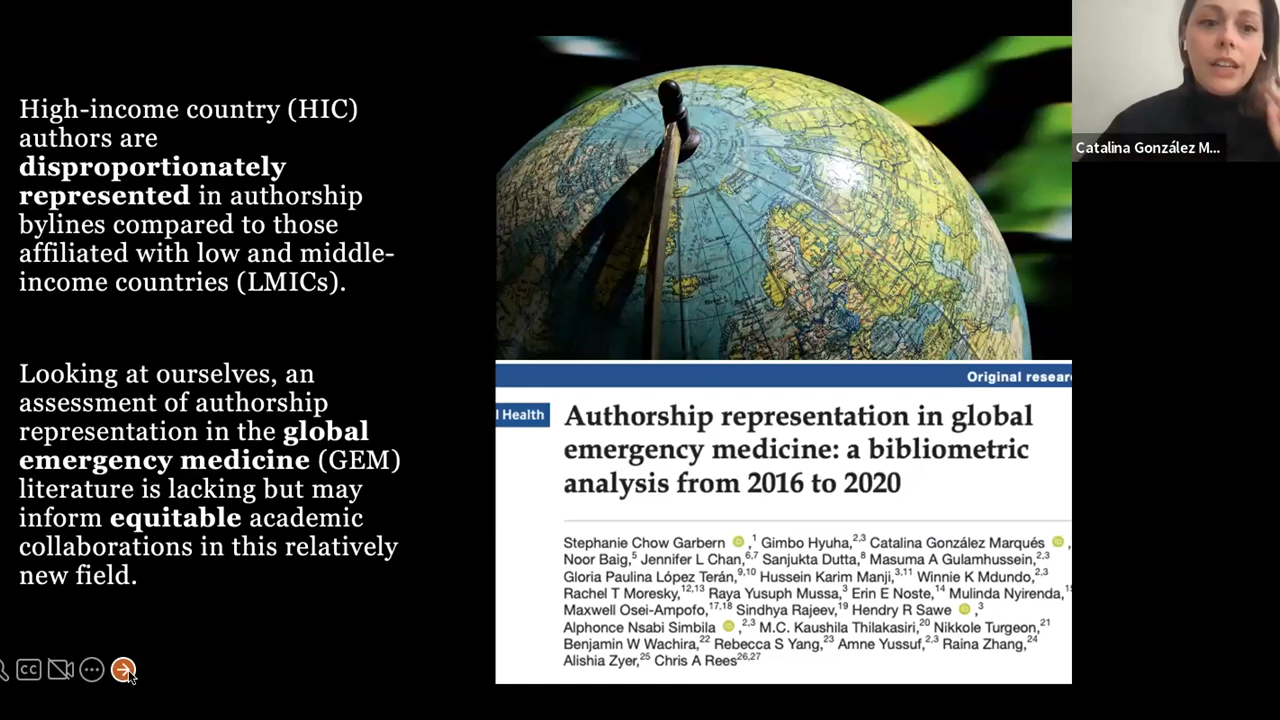 High-income country (HIC)
authors are
disproportionately
represented in authorship
bylines compared to those
affiliated with low and middle-
income countries (LMICs).
Looking at ourselves, an
assessment of authorship
representation in the global
emergency medicine (GEM)
literature is lacking but may
inform equitable academic
collaborations in this relatively
new field.
CC
Original resear
l Health
Authorship representation in global
emergency medicine: a bibliometric
analysis from 2016 to 2020
Stephanie Chow Garbern iD ,1 Gimbo Hyuha,2,3 Catalina González Marqués iD ,
Noor Baig,5 Jennifer L Chan,6,7 Sanjukta Dutta,8 Masuma A Gulamhussein,2,3
Gloria Paulina López Terán,9,10 Hussein Karim Manji,3,11 Winnie K Mdundo,2,3
Rachel T Moresky,12,13 Raya Yusuph Mussa,3 Erin E Noste,14 Mulinda Nyirenda,15
Maxwell Osei-Ampofo,17,18 Sindhya Rajeev,19 Hendry R Sawe iD ,3
Alphonce Nsabi Simbila iD ,2,3 M.C. Kaushila Thilakasiri,20 Nikkole Turgeon,21
Benjamin W Wachira,22 Rebecca S Yang,23 Amne Yussuf,2,3 Raina Zhang,24
Alishia Zyer,25 Chris A Rees26,27
Catalina González M...